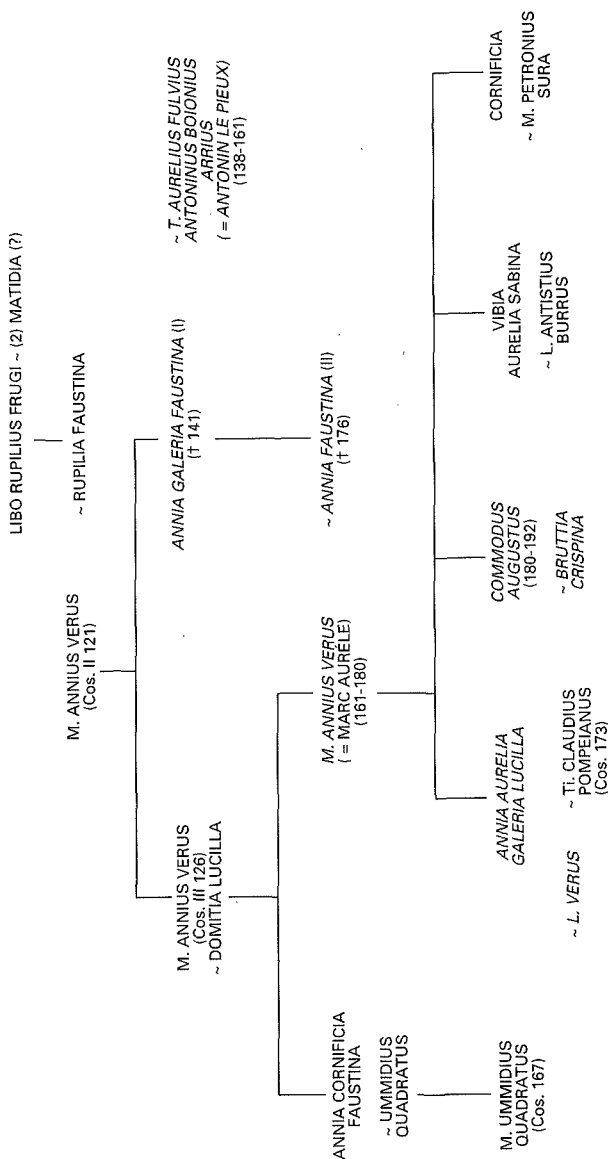 LIBO RUPILIUS FRUGI ~ (2) MATIDIA (?)
M. ANNIUS VERUS
(Cos. II 121)
~ RUPILIA FAUSTINA
M. ANNIUS VERUS
(Cos. III 126)
~ DOMITIA LUCILLA
ANNIA GALERIA FAUSTINA (I)
(† 141)
~ T. AURELIUS FULVIUS
ANTONINUS BOIONIUS
ARRIUS
(= ANTONIN LE PIEUX)
(138-161)
ANNIA CORNIFICIA
FAUSTINA
~ UMMIDIUS
QUADRATUS
M. ANNIUS VERUS
(= MARC AURÈLE)
(161-180)
~ ANNIA FAUSTINA (II)
(† 176)
M. UMMIDIUS
QUADRATUS
(Cos. 167)
ANNIA AURELIA
GALERIA LUCILLA
~ L. VERUS
~ Ti. CLAUDIUS
POMPEIANUS
(Cos. 173)
COMMODUS
AUGUSTUS
(180-192)
~ BRUTTIA
CRISPINA
VIBIA
AURELIA SABINA
~ L. ANTISTIUS
BURRUS
CORNIFICIA
~ M. PETRONIUS
SURA